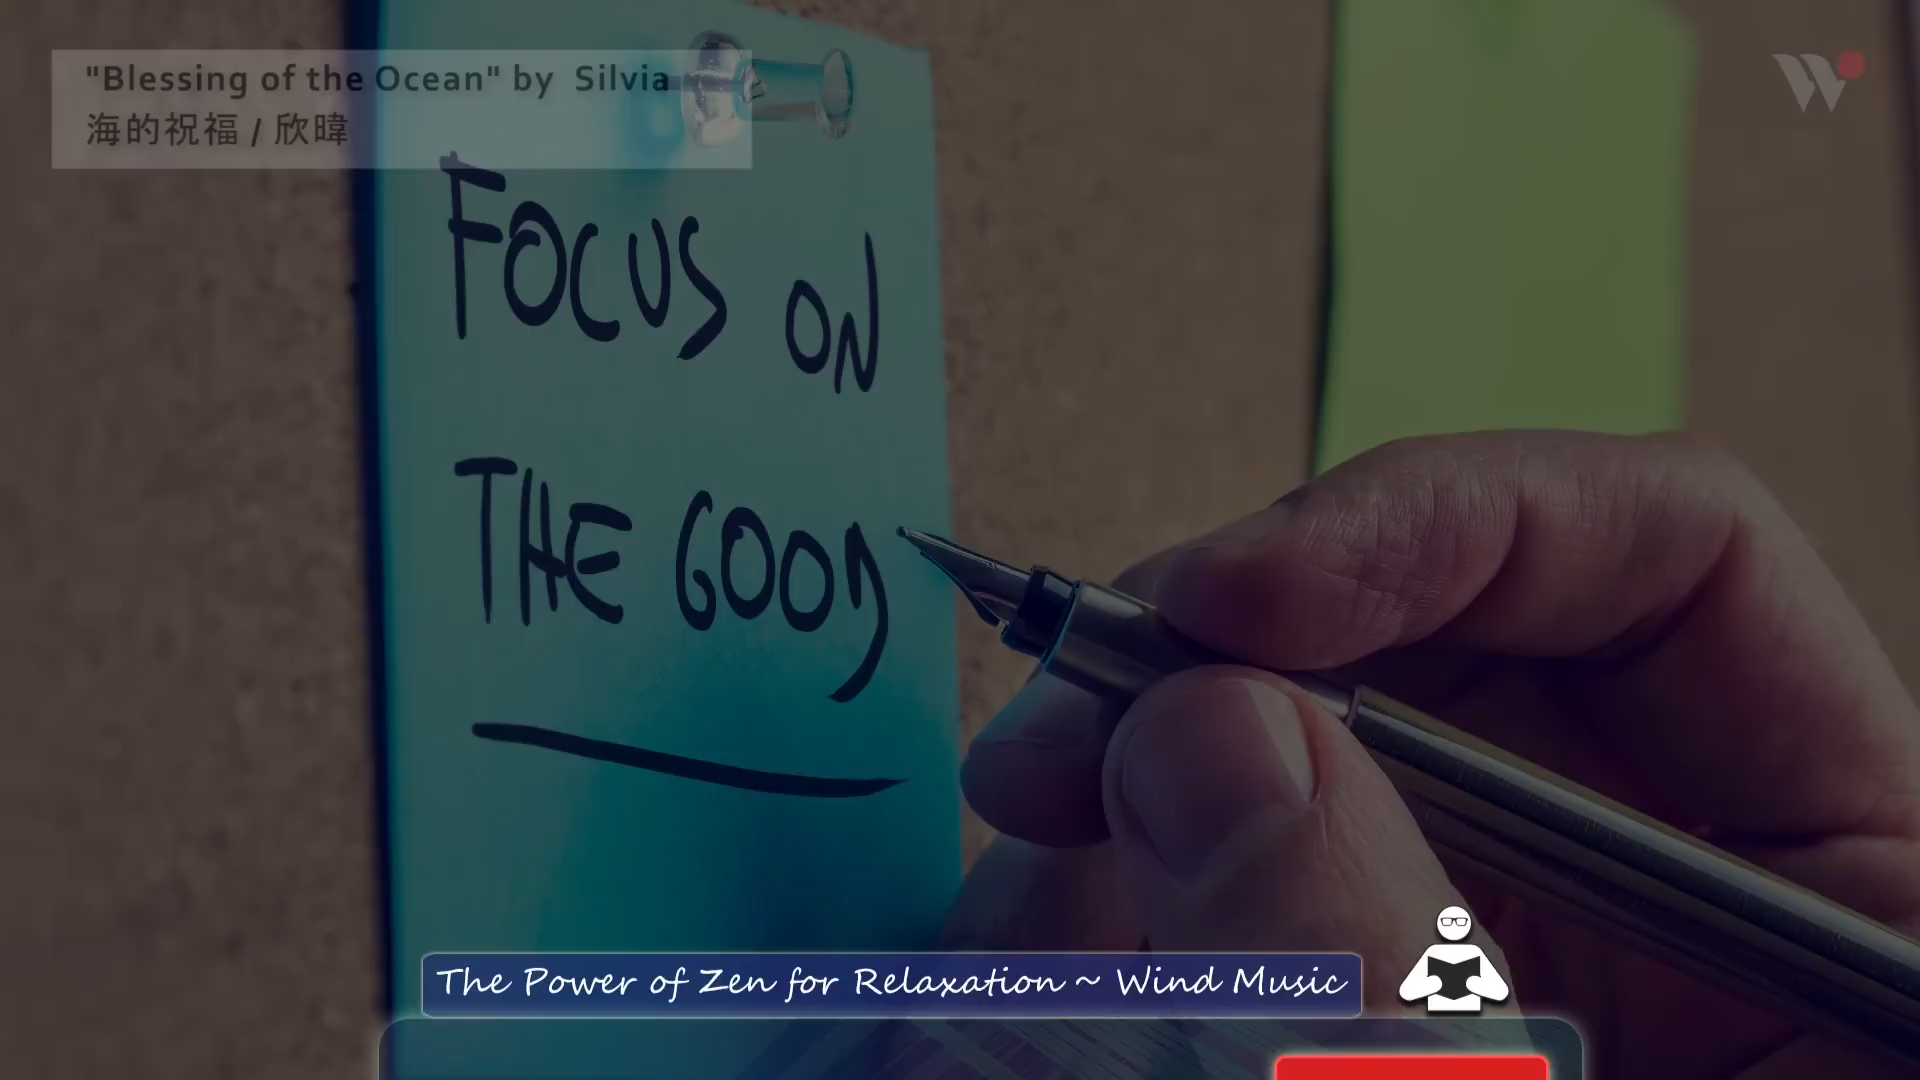 "Blessing of the Ocean" by Silvia
海的祝福 / 欣暐
W
FOCUS ON
THE GOOD
The Power of Zen for Relaxation ~ Wind Music